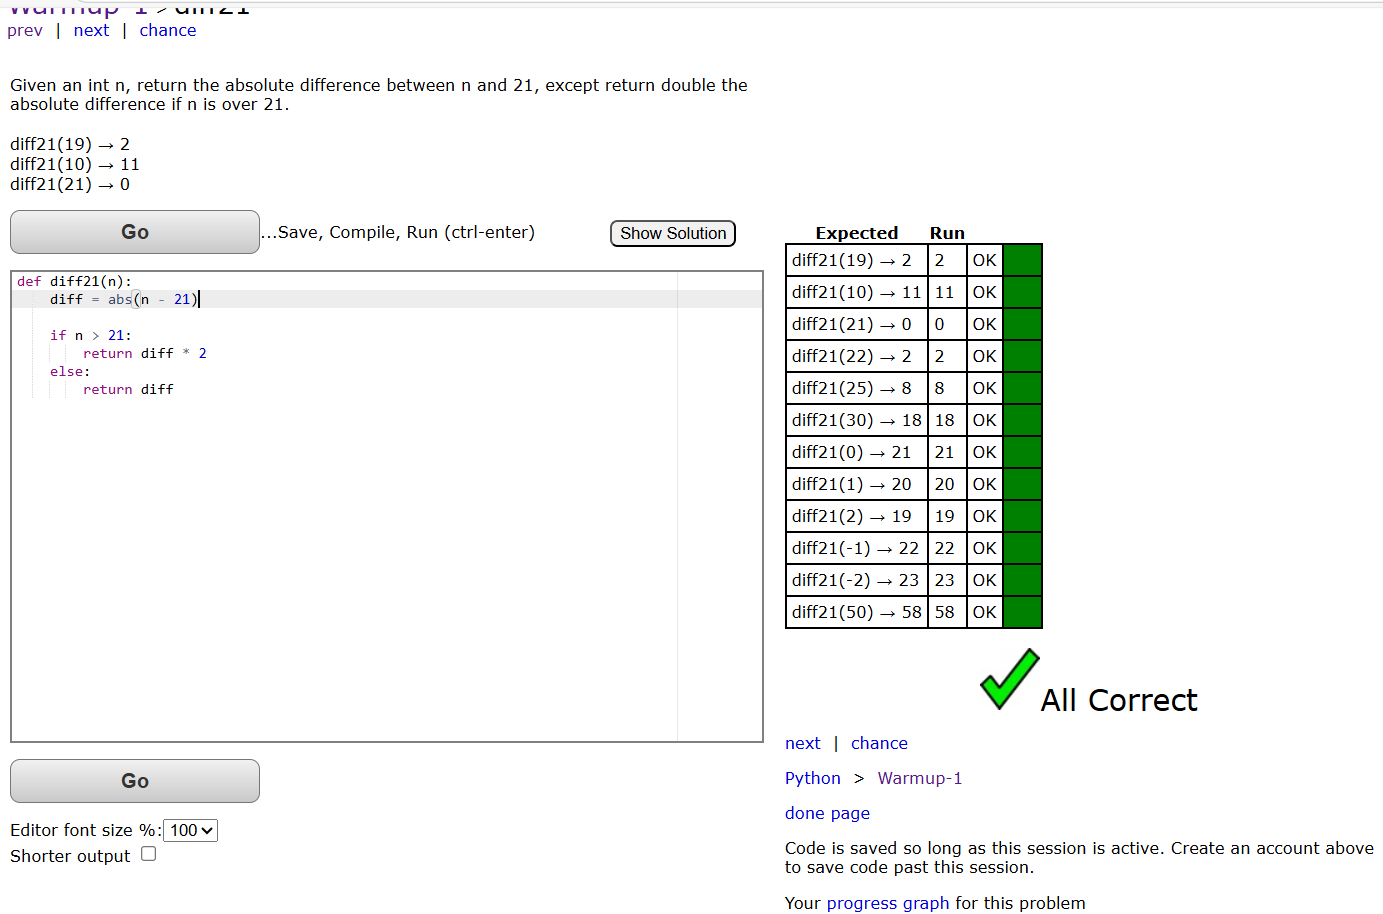 Warmup-1 > diff21
prev | next | chance
Given an int n, return the absolute difference between n and 21, except return double the
absolute difference if n is over 21.
diff21(19) → 2
diff21(10) → 11
diff21(21) → 0
Go
...Save, Compile, Run (ctrl-enter)
Show Solution
def diff21(n):
    diff = abs(n - 21)
    if n > 21:
        return diff * 2
    else:
        return diff
Go
Editor font size %: 100
Shorter output
Expected Run
diff21(19) → 2 2 OK
diff21(10) → 11 11 OK
diff21(21) → 0 0 OK
diff21(22) → 2 2 OK
diff21(25) → 8 8 OK
diff21(30) → 18 18 OK
diff21(0) → 21 21 OK
diff21(1) → 20 20 OK
diff21(2) → 19 19 OK
diff21(-1) → 22 22 OK
diff21(-2) → 23 23 OK
diff21(50) → 58 58 OK
All Correct
next | chance
Python > Warmup-1
done page
Code is saved so long as this session is active. Create an account above
to save code past this session.
Your progress graph for this problem